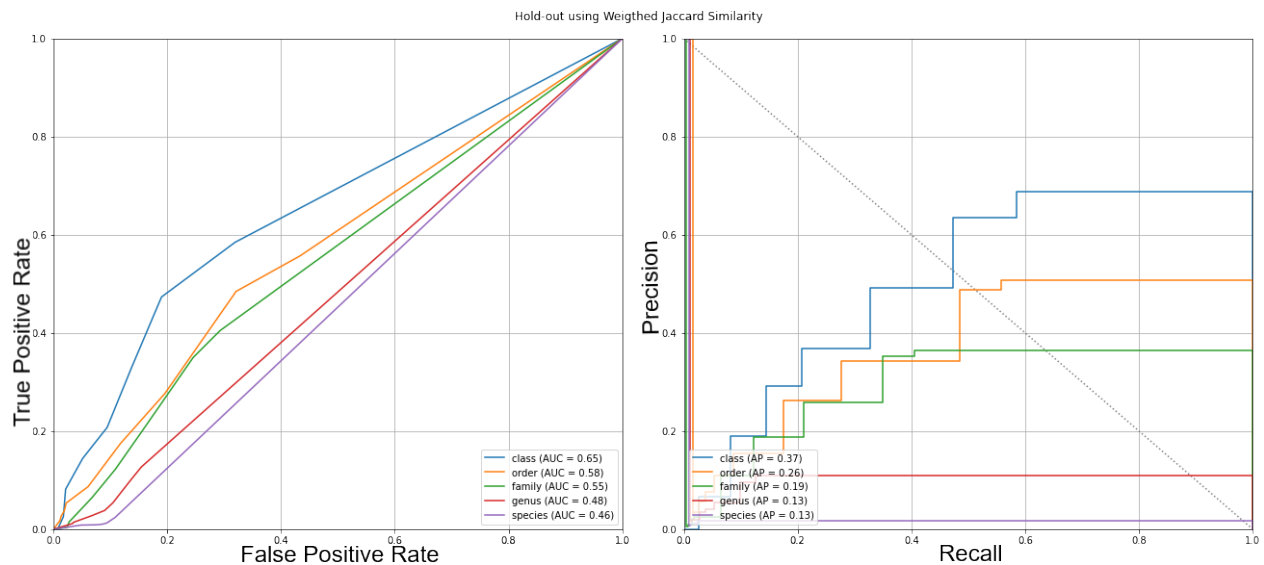 Hold-out using Weigthed Jaccard Similarity
True Positive Rate
1.0
0.8
0.6
0.4
0.2
0.0
0.0 0.2 0.4 0.6 0.8 1.0
False Positive Rate
class (AUC = 0.65)
order (AUC = 0.58)
family (AUC = 0.55)
genus (AUC = 0.48)
species (AUC = 0.46)
Precision
1.0
0.8
0.6
0.4
0.2
0.0
0.0 0.2 0.4 0.6 0.8 1.0
Recall
class (AP = 0.37)
order (AP = 0.26)
family (AP = 0.19)
genus (AP = 0.13)
species (AP = 0.13)